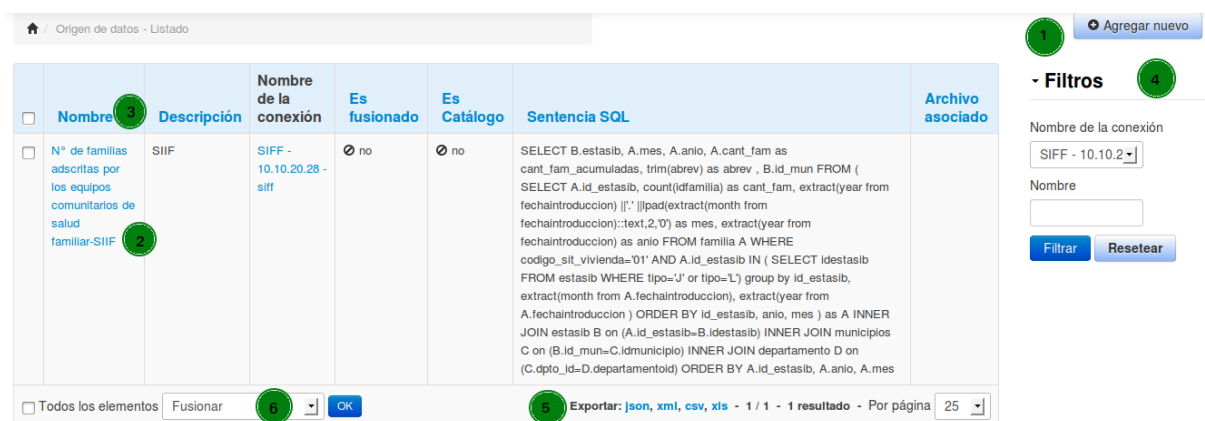 / Origen de datos - Listado
1
Agregar nuevo
Nombre
3
Descripción
Nombre
de la
conexión
Es
fusionado
Es
Catálogo
Sentencia SQL
Archivo
asociado
N° de familias
adscritas por
los equipos
comunitarios de
salud
familiar-SIIF
2
SIIF
SIFF -
10.10.20.28 -
siff
no
no
SELECT B.estasib, A.mes, A.anio, A.cant_fam as
cant_fam_acumuladas, trim(abrev) as abrev , B.id_mun FROM (
SELECT A.id_estasib, count(idfamilia) as cant_fam, extract(year from
fechaintroduccion) ||'.' ||lpad(extract(month from
fechaintroduccion)::text,2,'0') as mes, extract(year from
fechaintroduccion) as anio FROM familia A WHERE
codigo_sit_vivienda='01' AND A.id_estasib IN ( SELECT idestasib
FROM estasib WHERE tipo='J' or tipo='L') group by id_estasib,
extract(month from A.fechaintroduccion), extract(year from
A.fechaintroduccion ) ORDER BY id_estasib, anio, mes ) as A INNER
JOIN estasib B on (A.id_estasib=B.idestasib) INNER JOIN municipios
C on (B.id_mun=C.idmunicipio) INNER JOIN departamento D on
(C.dpto_id=D.departamentoid) ORDER BY A.id_estasib, A.anio, A.mes
Todos los elementos Fusionar 6 OK
5 Exportar: json, xml, csv, xls - 1 / 1 - 1 resultado - Por página 25
Filtros
4
Nombre de la conexión
SIFF - 10.10.2
Nombre
Filtrar Resetear